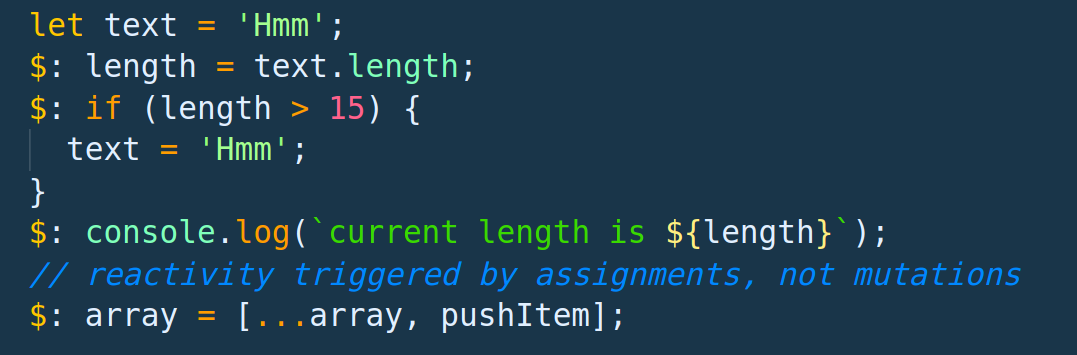 let text = 'Hmm';
$: length = text.length;
$: if (length > 15) {
  text = 'Hmm';
}
$: console.log(`current length is ${length}`);
// reactivity triggered by assignments, not mutations
$: array = [...array, pushItem];